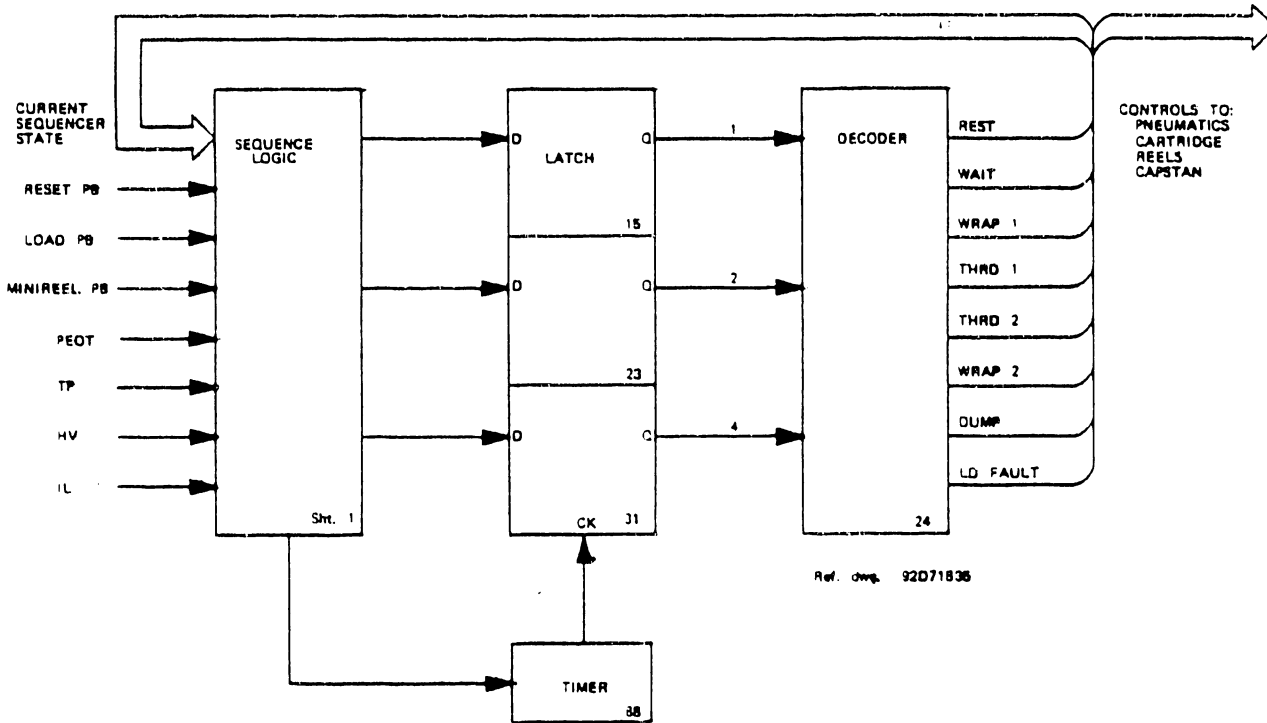 CURRENT
SEQUENCER
STATE
RESET PB
LOAD PB
MINIREEL. PB
PEOT
TP
HV
IL
SEQUENCE
LOGIC
Sht. 1
D
LATCH
Q
15
D
Q
23
D
Q
CK
31
1
2
4
DECODER
24
REST
WAIT
WRAP 1
THRD 1
THRD 2
WRAP 2
DUMP
LD FAULT
CONTROLS TO:
PNEUMATICS
CARTRIDGE
REELS
CAPSTAN
Ref. dwg. 92D71836
TIMER
88